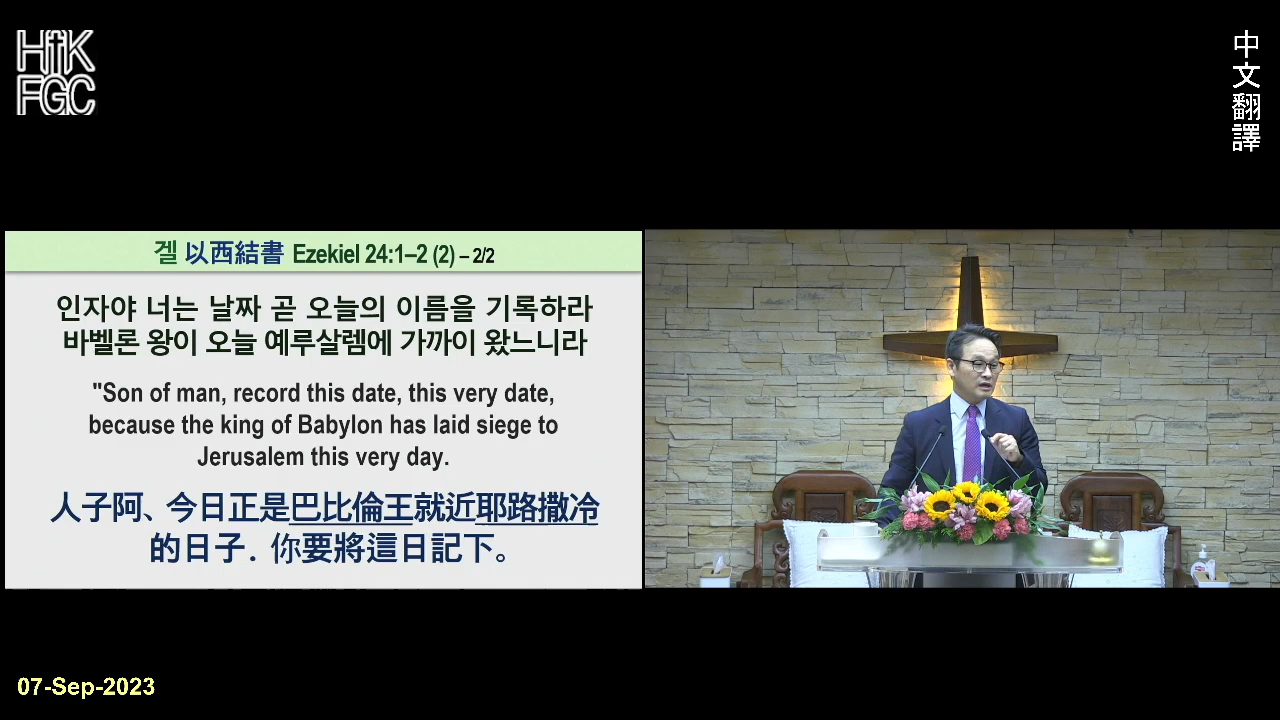 HfK
FGC
中文翻譯
겔 以西結書 Ezekiel 24:1–2 (2) – 2/2
인자야 너는 날짜 곧 오늘의 이름을 기록하라
바벨론 왕이 오늘 예루살렘에 가까이 왔느니라
"Son of man, record this date, this very date,
because the king of Babylon has laid siege to
Jerusalem this very day.
人子阿、今日正是巴比倫王就近耶路撒冷
的日子．你要將這日記下。
07-Sep-2023